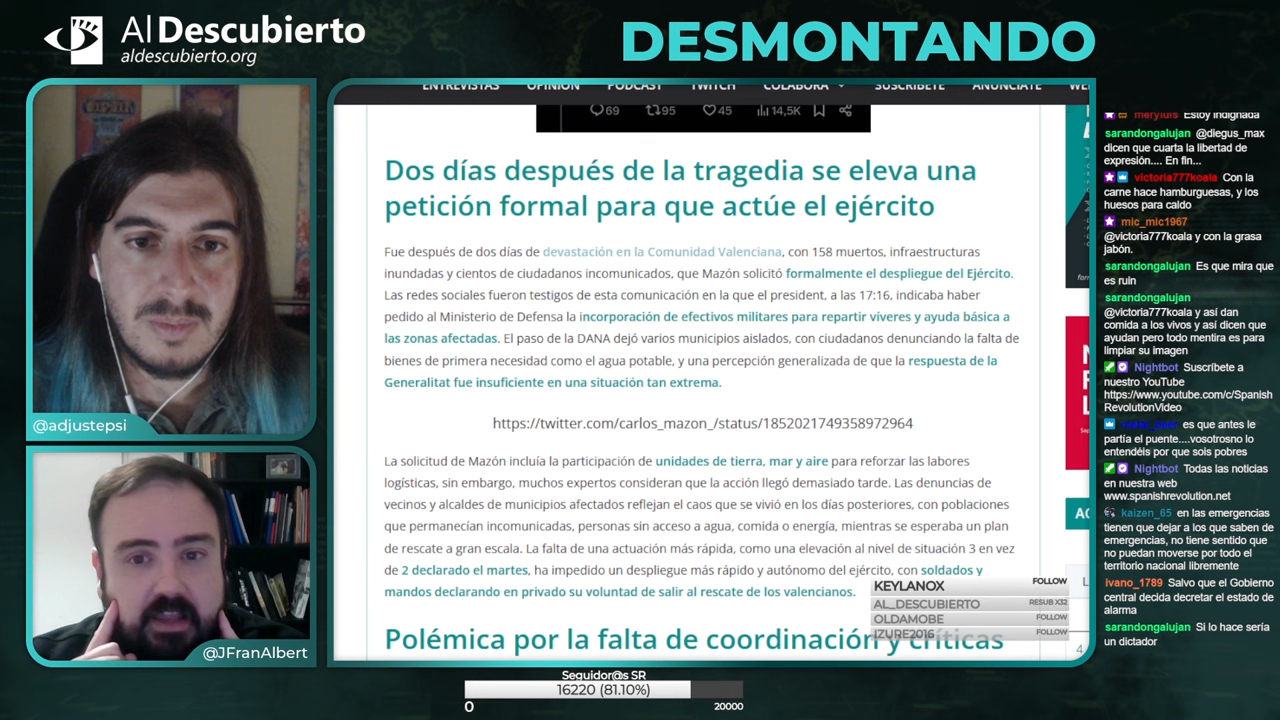 Al Descubierto
aldescubierto.org
DESMONTANDO
@adjustepsi
@JFranAlbert
ENTREVISTAS OPINIÓN PODCAST TWITCH COLABORA SUSCRÍBETE ANÚNCIATE
69 95 45 14,5K
Dos días después de la tragedia se eleva una
petición formal para que actúe el ejército
Fue después de dos días de devastación en la Comunidad Valenciana, con 158 muertos, infraestructuras
inundadas y cientos de ciudadanos incomunicados, que Mazón solicitó formalmente el despliegue del Ejército.
Las redes sociales fueron testigos de esta comunicación en la que el president, a las 17:16, indicaba haber
pedido al Ministerio de Defensa la incorporación de efectivos militares para repartir víveres y ayuda básica a
las zonas afectadas. El paso de la DANA dejó varios municipios aislados, con ciudadanos denunciando la falta de
bienes de primera necesidad como el agua potable, y una percepción generalizada de que la respuesta de la
Generalitat fue insuficiente en una situación tan extrema.
https://twitter.com/carlos_mazon_/status/1852021749358972964
La solicitud de Mazón incluía la participación de unidades de tierra, mar y aire para reforzar las labores
logísticas, sin embargo, muchos expertos consideran que la acción llegó demasiado tarde. Las denuncias de
vecinos y alcaldes de municipios afectados reflejan el caos que se vivió en los días posteriores, con poblaciones
que permanecían incomunicadas, personas sin acceso a agua, comida o energía, mientras se esperaba un plan
de rescate a gran escala. La falta de una actuación más rápida, como una elevación al nivel de situación 3 en vez
de 2 declarado el martes, ha impedido un despliegue más rápido y autónomo del ejército, con soldados y
mandos declarando en privado su voluntad de salir al rescate de los valencianos.
Polémica por la falta de coordinación y críticas
KEYLANOX FOLLOW
AL_DESCUBIERTO RESUB X32
OLDAMOBE FOLLOW
IZURE2016 FOLLOW
meryluis Estoy indignada
sarandongalujan @diegus_max
dicen que cuarta la libertad de
expresión.... En fin...
victoria777koala Con la
carne hace hamburguesas, y los
huesos para caldo
mic_mic1967
@victoria777koala y con la grasa
jabón.
sarandongalujan Es que mira que
es ruin
sarandongalujan
@victoria777koala y así dan
comida a los vivos y así dicen que
ayudan pero todo mentira es para
limpiar su imagen
Nightbot Suscríbete a
nuestro YouTube
https://www.youtube.com/c/Spanish
RevolutionVideo
es que antes le
partía el puente....vosotrosno lo
entendéis por que sois pobres
Nightbot Todas las noticias
en nuestra web
www.spanishrevolution.net
kaizen_65 en las emergencias
tienen que dejar a los que saben de
emergencias, no tiene sentido que
no puedan moverse por todo el
territorio nacional libremente
ivano_1789 Salvo que el Gobierno
central decida decretar el estado de
alarma
sarandongalujan Si lo hace sería
un dictador
Seguidor@s SR
16220 (81.10%)
0 20000